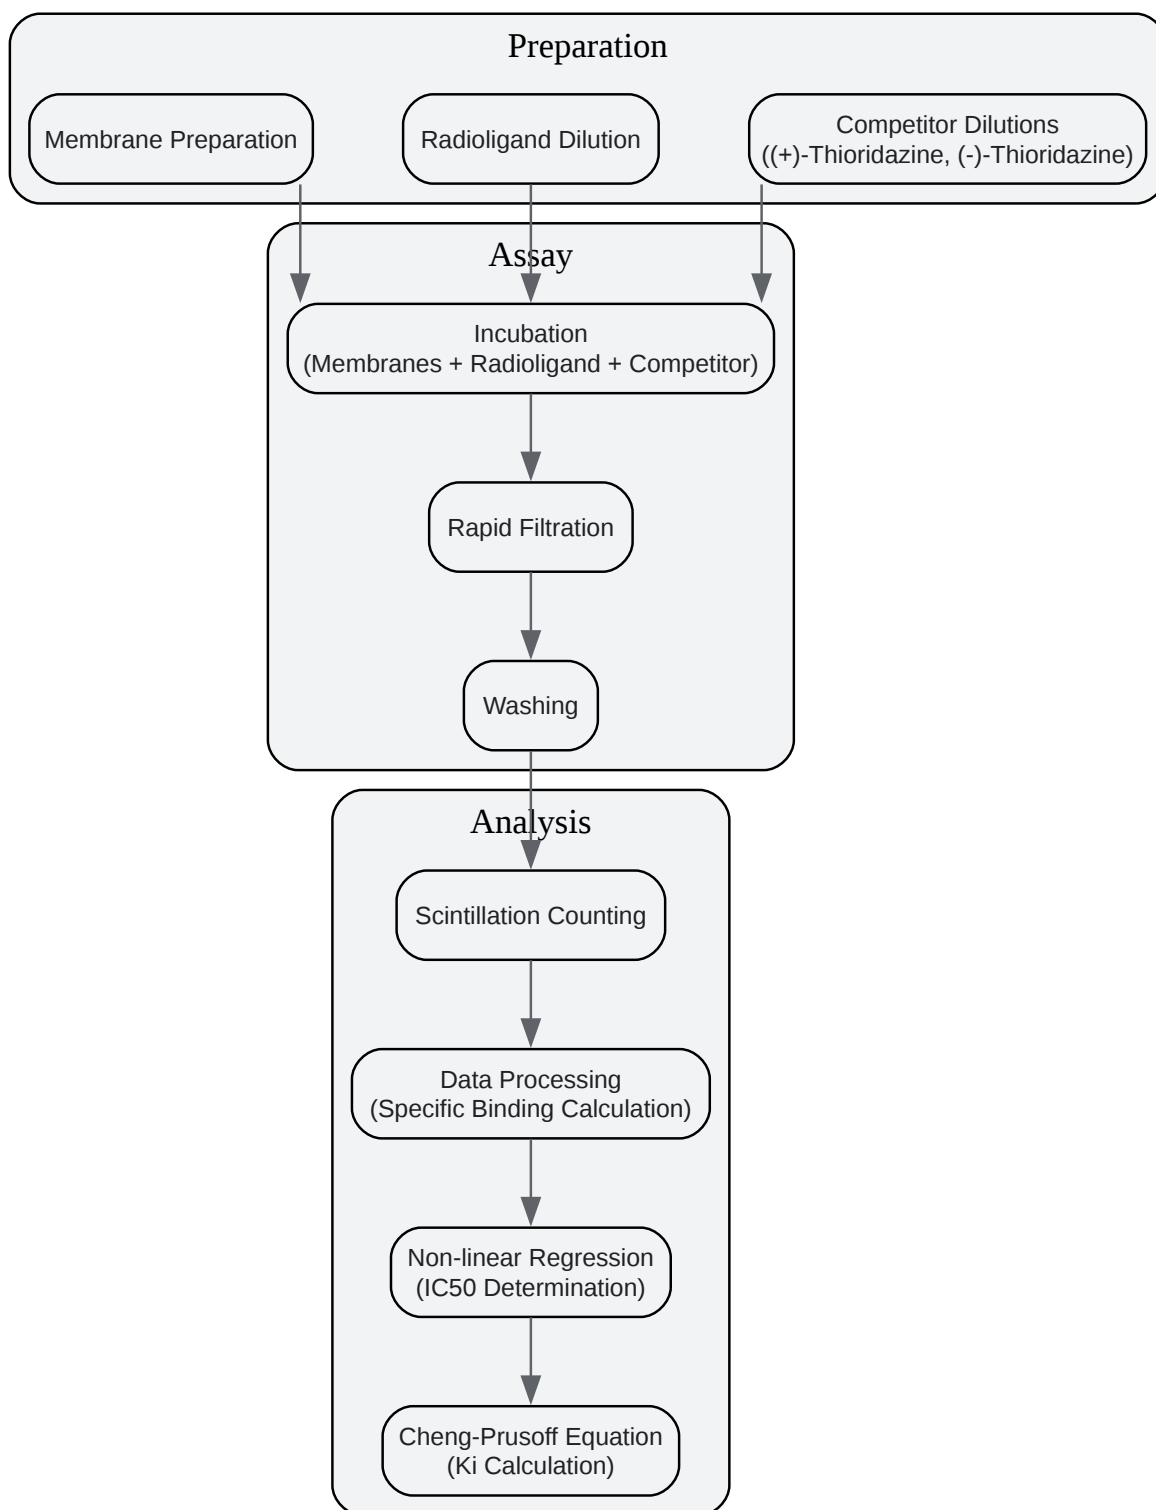 Preparation
Membrane Preparation
Radioligand Dilution
Competitor Dilutions
((+)-Thioridazine, (-)-Thioridazine)
Assay
Incubation
(Membranes + Radioligand + Competitor)
Rapid Filtration
Washing
Analysis
Scintillation Counting
Data Processing
(Specific Binding Calculation)
Non-linear Regression
(IC50 Determination)
Cheng-Prusoff Equation
(Ki Calculation)